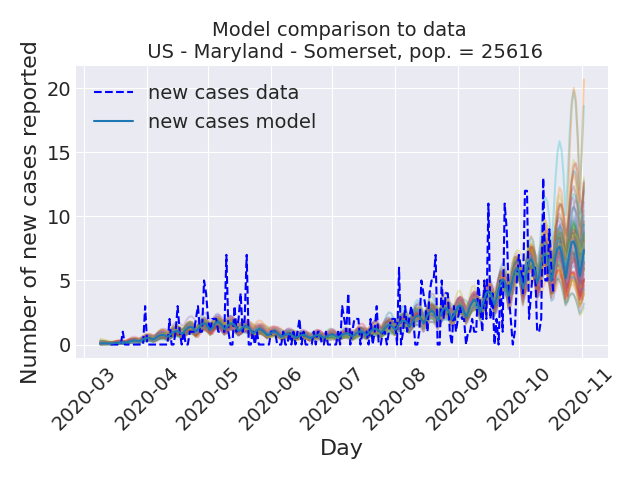 Model comparison to data
US - Maryland - Somerset, pop. = 25616
Number of new cases reported
20
15
10
5
0
new cases data
new cases model
2020-03
2020-04
2020-05
2020-06
2020-07
2020-08
2020-09
2020-10
2020-11
Day